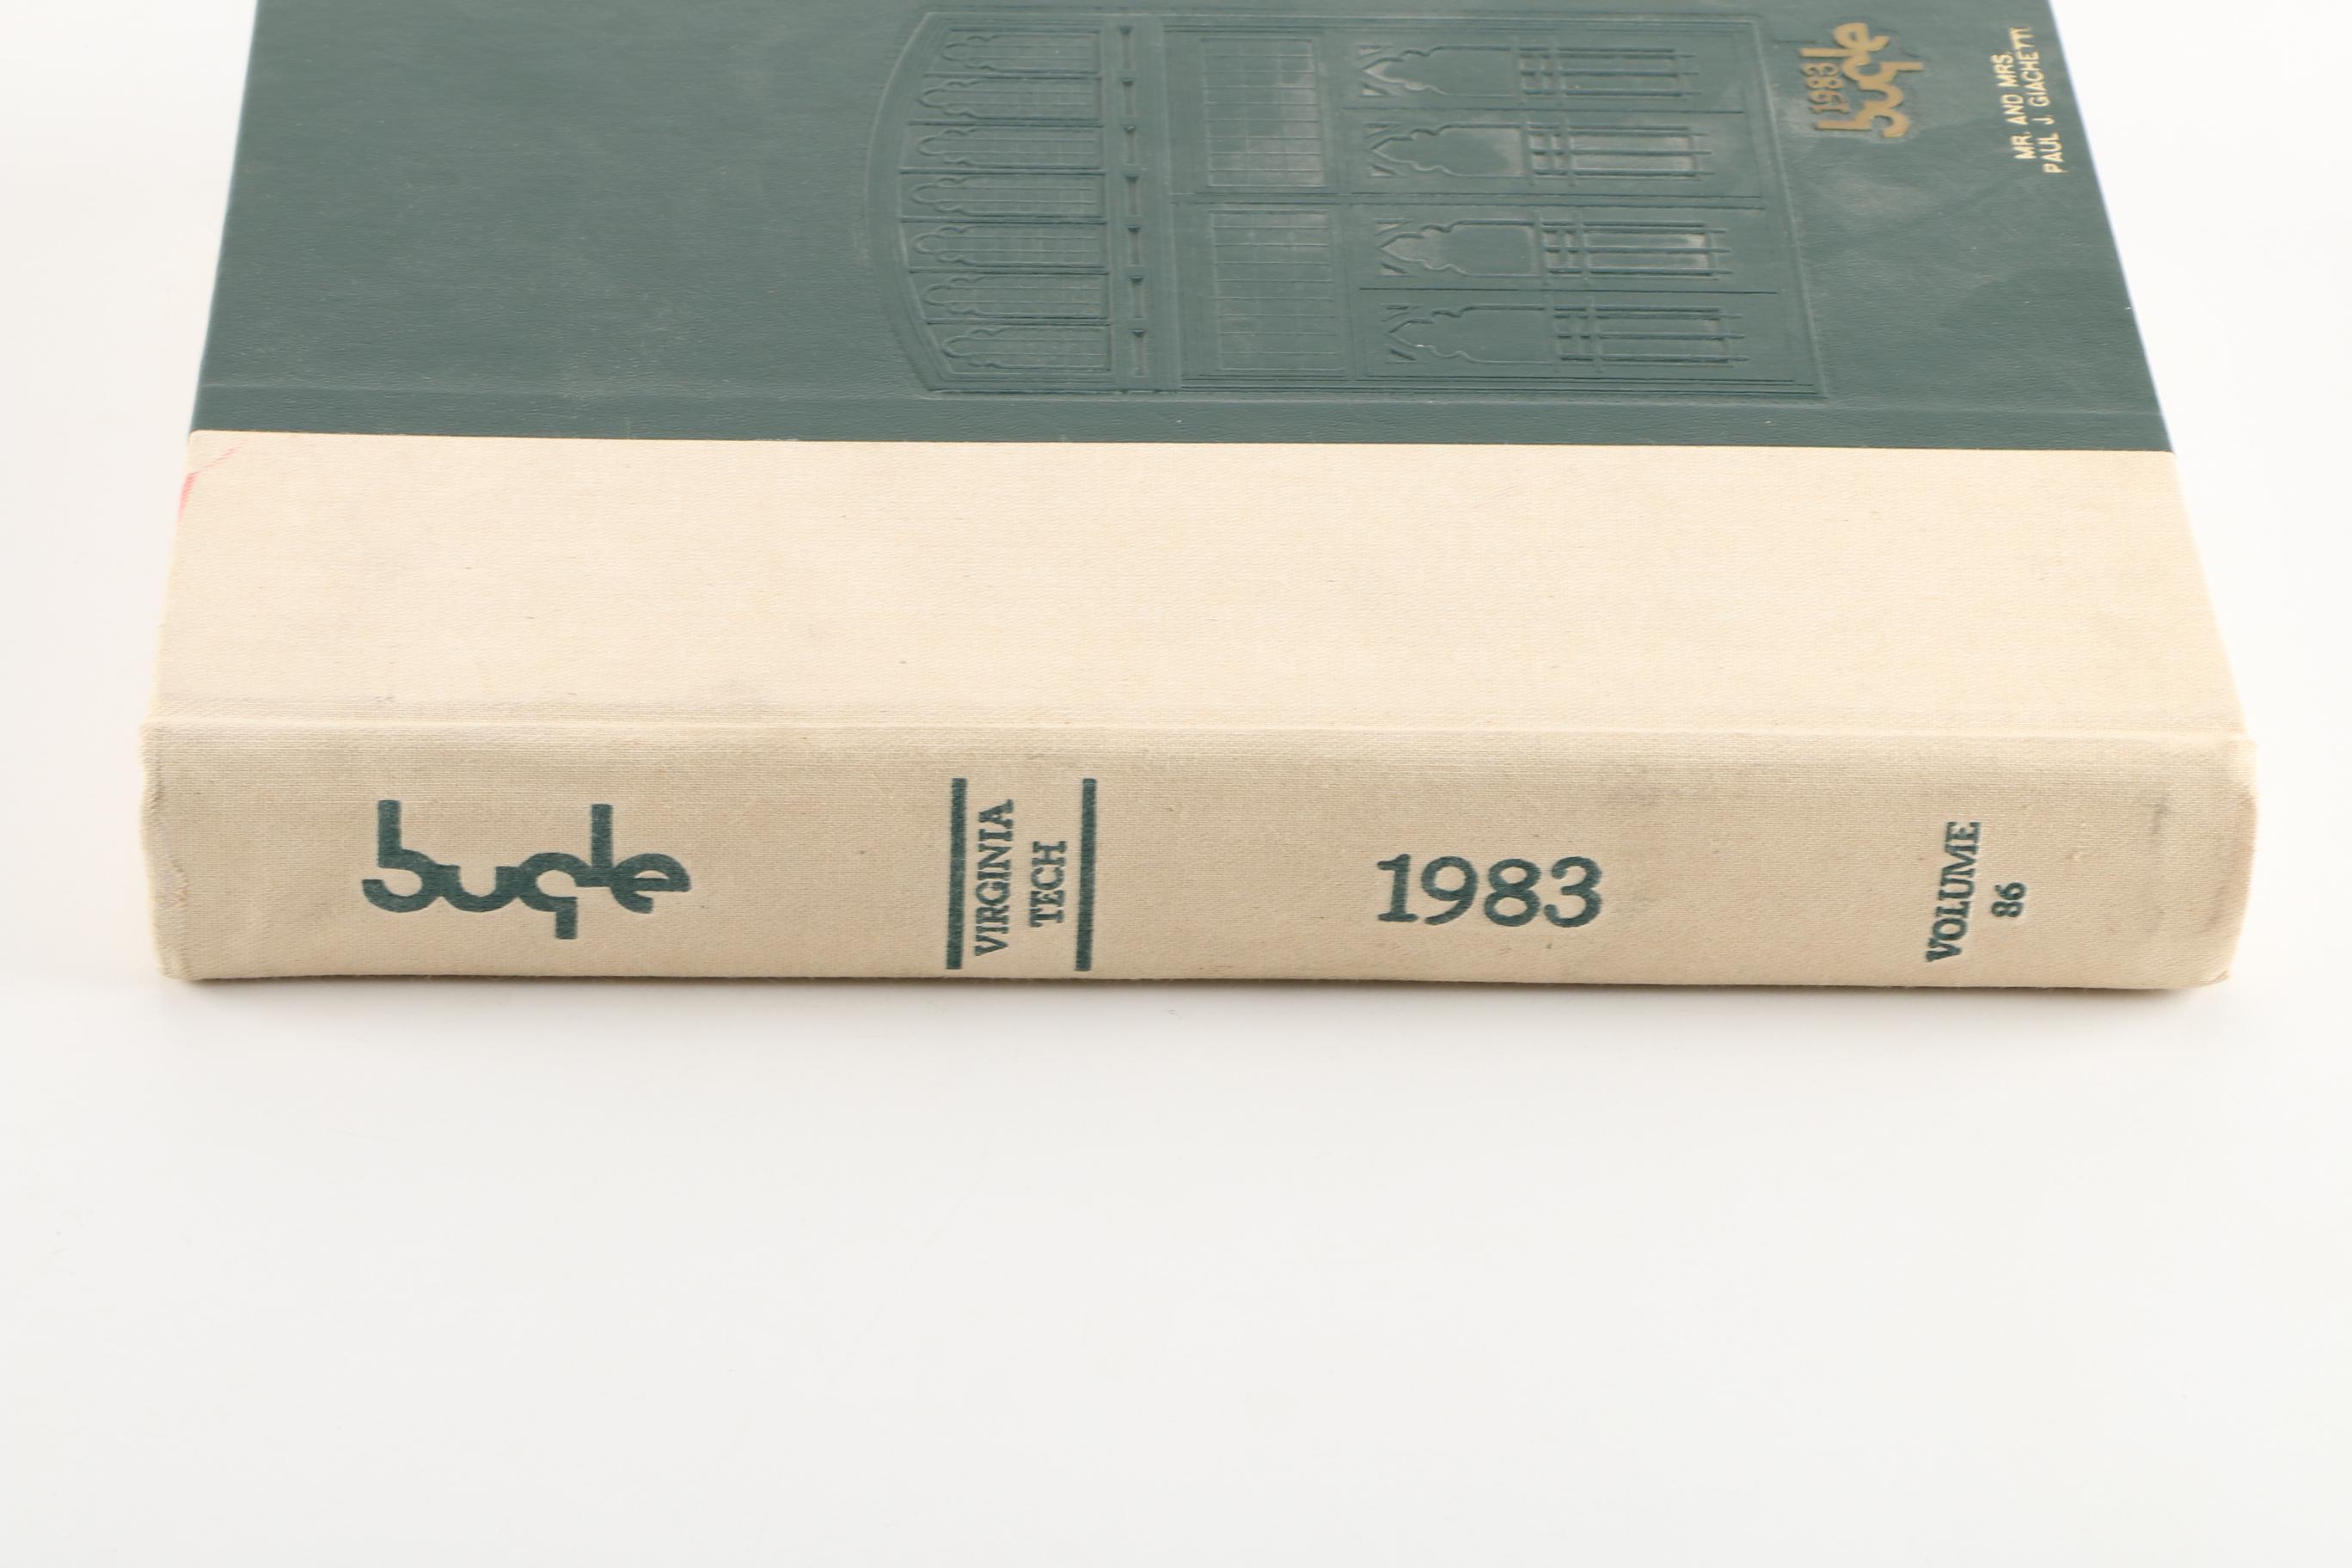 1983
bugle
MR. AND MRS.
PAUL J. GIACHETTI
bugle
VIRGINIA
TECH
1983
VOLUME
86